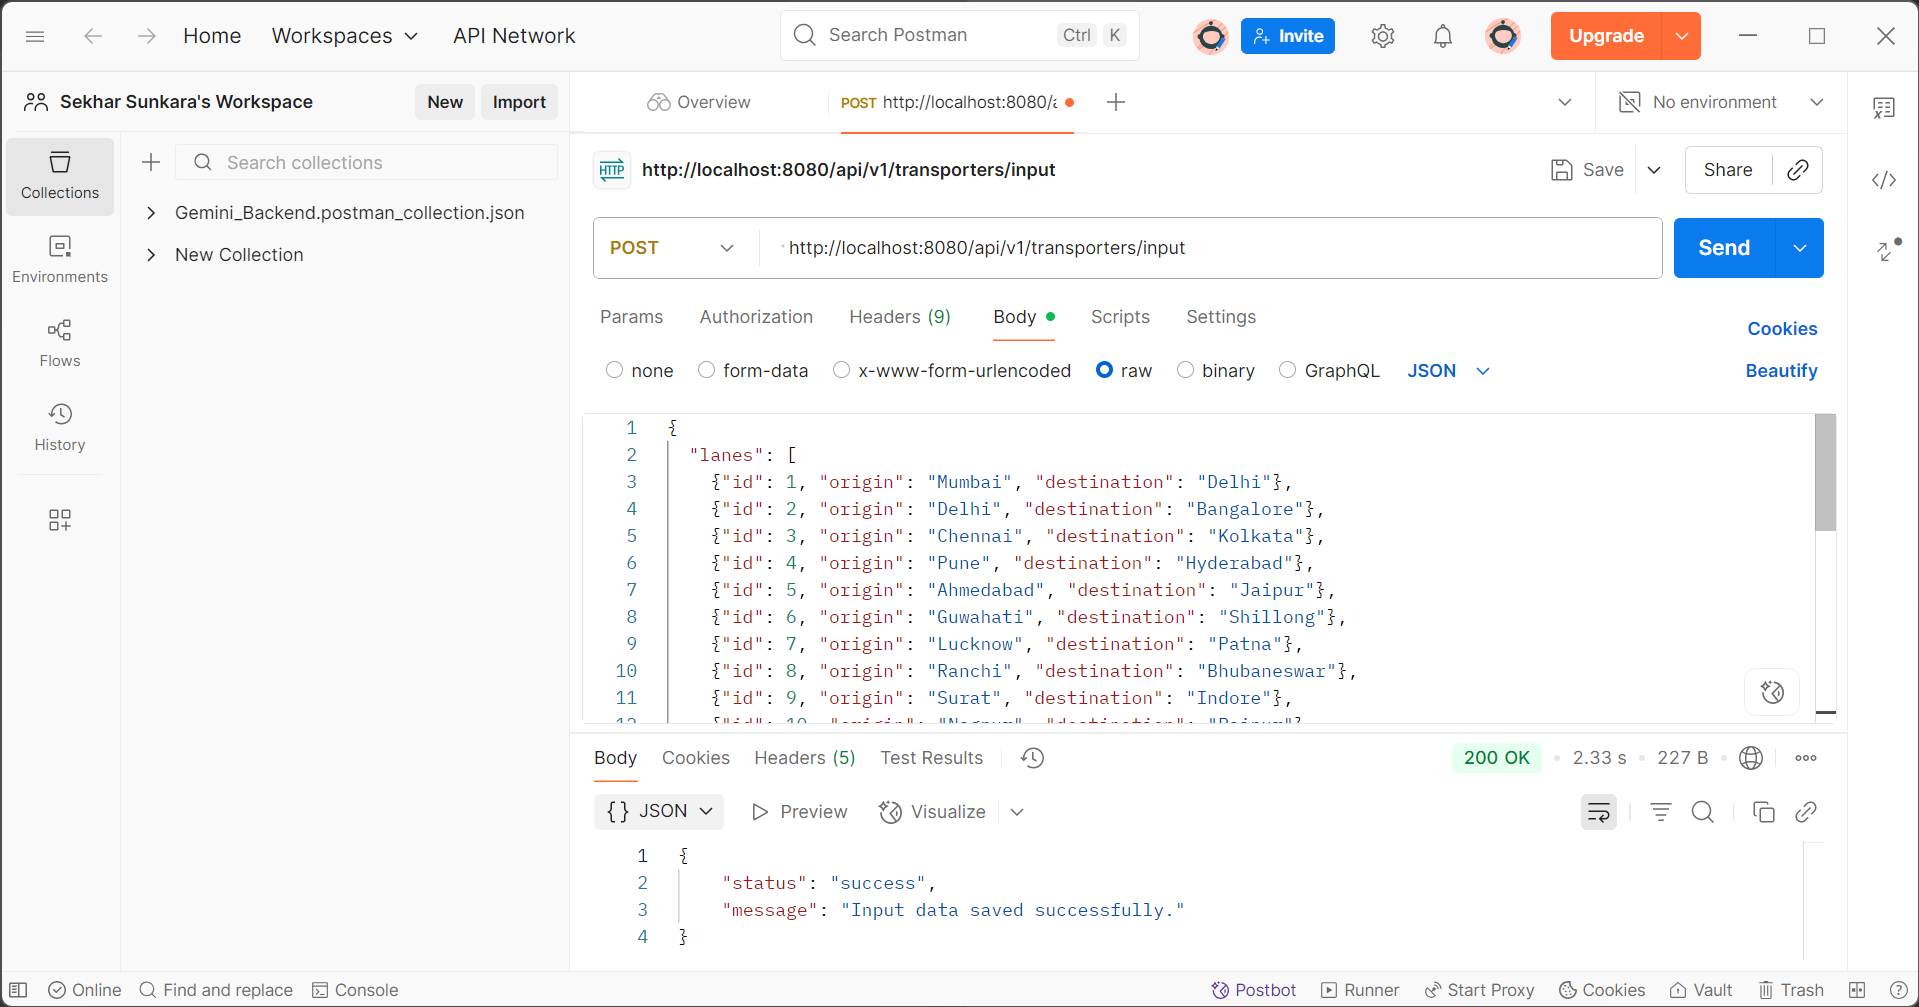 Home Workspaces API Network Search Postman Ctrl K Invite Upgrade
Sekhar Sunkara's Workspace New Import
Overview POST http://localhost:8080/a No environment
Collections
Environments
Flows
History
Search collections
Gemini_Backend.postman_collection.json
New Collection
HTTP http://localhost:8080/api/v1/transporters/input Save Share
POST http://localhost:8080/api/v1/transporters/input Send
Params Authorization Headers (9) Body Scripts Settings Cookies
none form-data x-www-form-urlencoded raw binary GraphQL JSON Beautify
1 {
2 "lanes": [
3 {"id": 1, "origin": "Mumbai", "destination": "Delhi"},
4 {"id": 2, "origin": "Delhi", "destination": "Bangalore"},
5 {"id": 3, "origin": "Chennai", "destination": "Kolkata"},
6 {"id": 4, "origin": "Pune", "destination": "Hyderabad"},
7 {"id": 5, "origin": "Ahmedabad", "destination": "Jaipur"},
8 {"id": 6, "origin": "Guwahati", "destination": "Shillong"},
9 {"id": 7, "origin": "Lucknow", "destination": "Patna"},
10 {"id": 8, "origin": "Ranchi", "destination": "Bhubaneswar"},
11 {"id": 9, "origin": "Surat", "destination": "Indore"},
12 {"id": 10, "origin": "Nagpur", "destination": "Raipur"}
Body Cookies Headers (5) Test Results 200 OK 2.33 s 227 B
{} JSON Preview Visualize
1 {
2 "status": "success",
3 "message": "Input data saved successfully."
4 }
Online Find and replace Console Postbot Runner Start Proxy Cookies Vault Trash